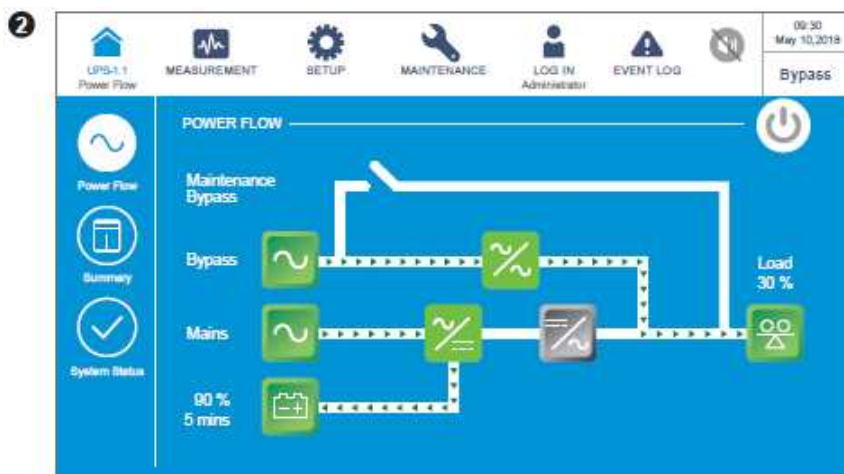 ❷
UPS-1.1
Power Flow
MEASUREMENT
SETUP
MAINTENANCE
LOG IN
Administrator
EVENT LOG
09:30
May 10,2018
Bypass
Power Flow
Summary
System Status
POWER FLOW
Maintenance
Bypass
Bypass
Mains
90 %
5 mins
Load
30 %